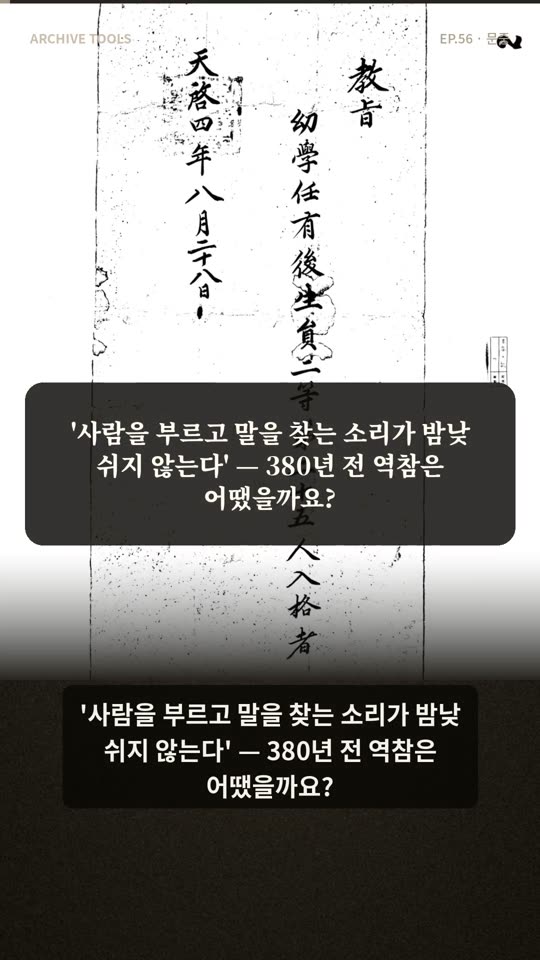 ARCHIVE TOOLS
EP.56 · 문
敎旨
幼學任有後生員三等
五人入格者
天啓四年八月二十八日
'사람을 부르고 말을 찾는 소리가 밤낮
쉬지 않는다' — 380년 전 역참은
어땠을까요?
'사람을 부르고 말을 찾는 소리가 밤낮
쉬지 않는다' — 380년 전 역참은
어땠을까요?